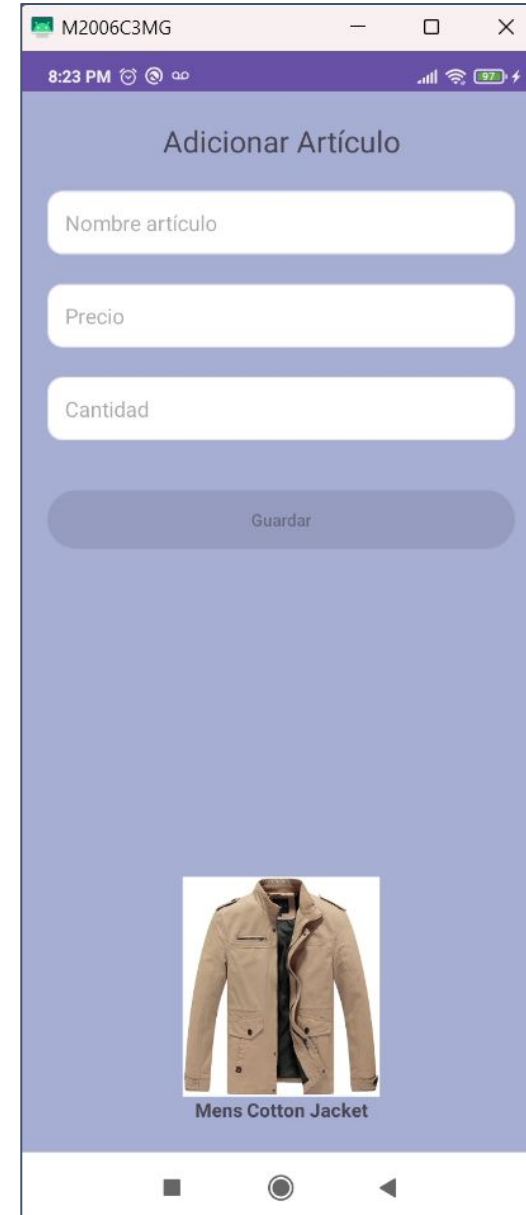 M2006C3MG
8:23 PM
97
Adicionar Artículo
Nombre artículo
Precio
Cantidad
Guardar
Mens Cotton Jacket